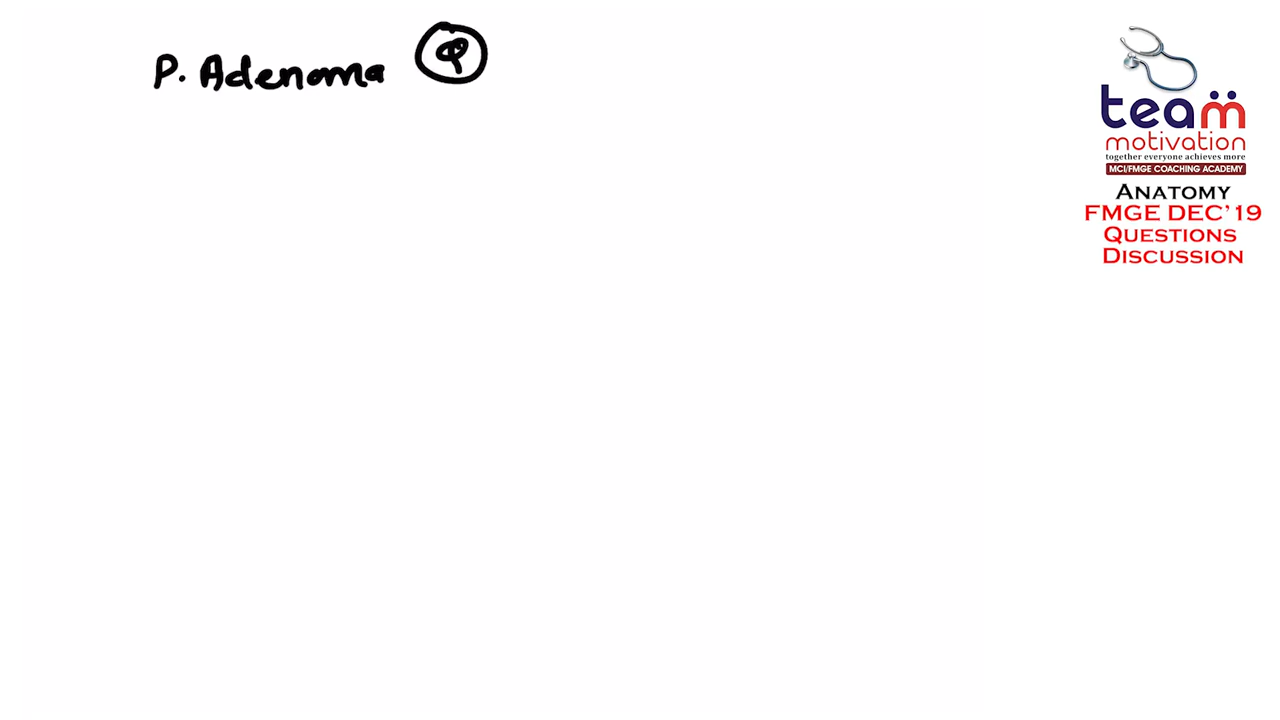 P. Adenoma Q
team
motivation
together everyone achieves more
MCI/FMGE COACHING ACADEMY
ANATOMY
FMGE DEC'19
QUESTIONS
DISCUSSION